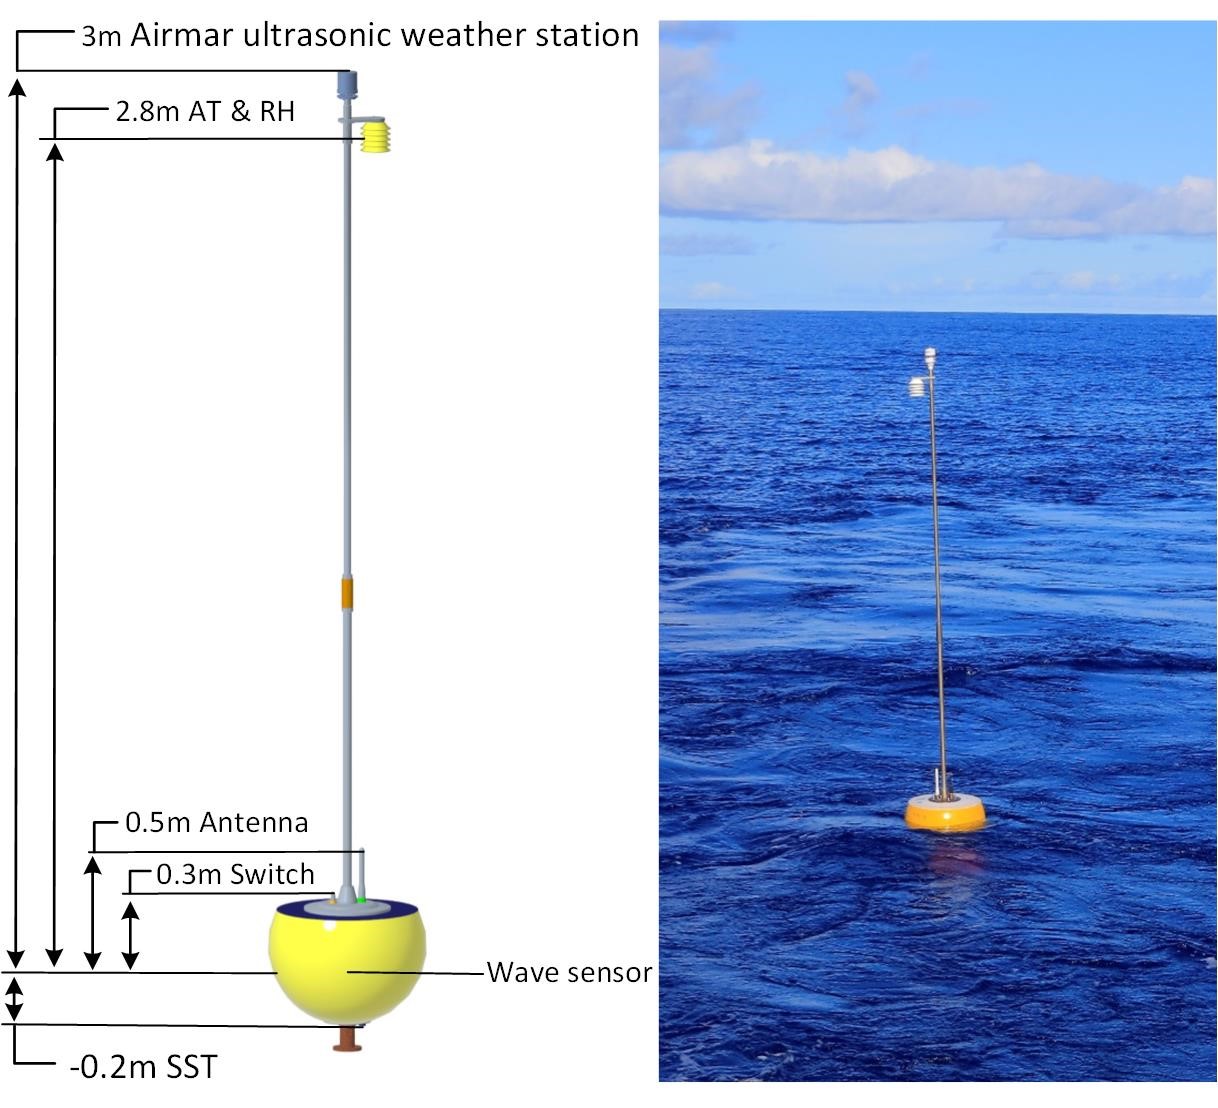 3m Airmar ultrasonic weather station
2.8m AT & RH
0.5m Antenna
0.3m Switch
Wave sensor
-0.2m SST